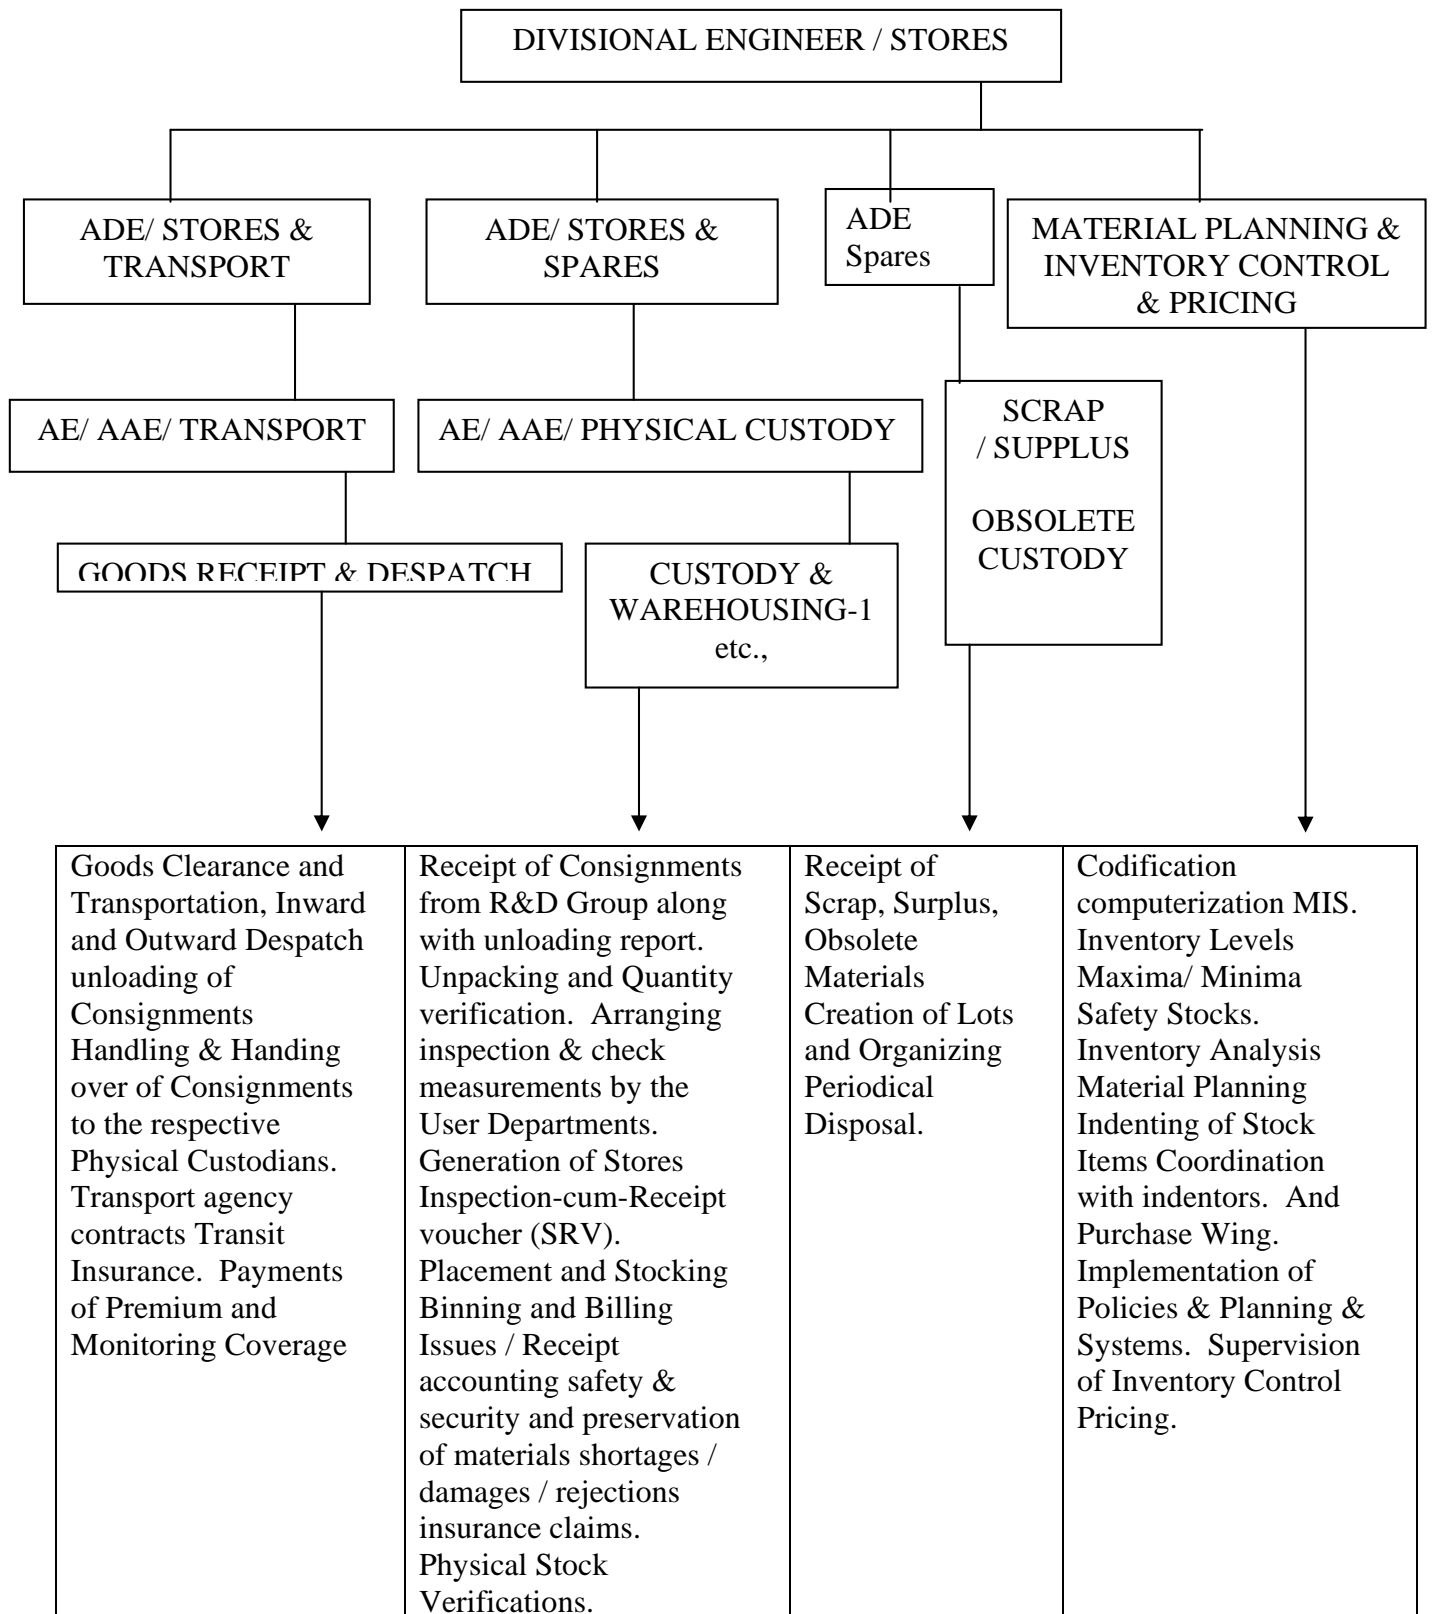 DIVISIONAL ENGINEER / STORES
ADE/ STORES &
TRANSPORT
ADE/ STORES &
SPARES
ADE
Spares
MATERIAL PLANNING &
INVENTORY CONTROL
& PRICING
AE/ AAE/ TRANSPORT
AE/ AAE/ PHYSICAL CUSTODY
SCRAP
/ SUPPLUS
OBSOLETE
CUSTODY
GOODS RECEIPT & DESPATCH
CUSTODY &
WAREHOUSING-1
etc.,
Goods Clearance and
Transportation, Inward
and Outward Despatch
unloading of
Consignments
Handling & Handing
over of Consignments
to the respective
Physical Custodians.
Transport agency
contracts Transit
Insurance.  Payments
of Premium and
Monitoring Coverage
Receipt of Consignments
from R&D Group along
with unloading report.
Unpacking and Quantity
verification.  Arranging
inspection & check
measurements by the
User Departments.
Generation of Stores
Inspection-cum-Receipt
voucher (SRV).
Placement and Stocking
Binning and Billing
Issues / Receipt
accounting safety &
security and preservation
of materials shortages /
damages / rejections
insurance claims.
Physical Stock
Verifications.
Receipt of
Scrap, Surplus,
Obsolete
Materials
Creation of Lots
and Organizing
Periodical
Disposal.
Codification
computerization MIS.
Inventory Levels
Maxima/ Minima
Safety Stocks.
Inventory Analysis
Material Planning
Indenting of Stock
Items Coordination
with indentors.  And
Purchase Wing.
Implementation of
Policies & Planning &
Systems.  Supervision
of Inventory Control
Pricing.